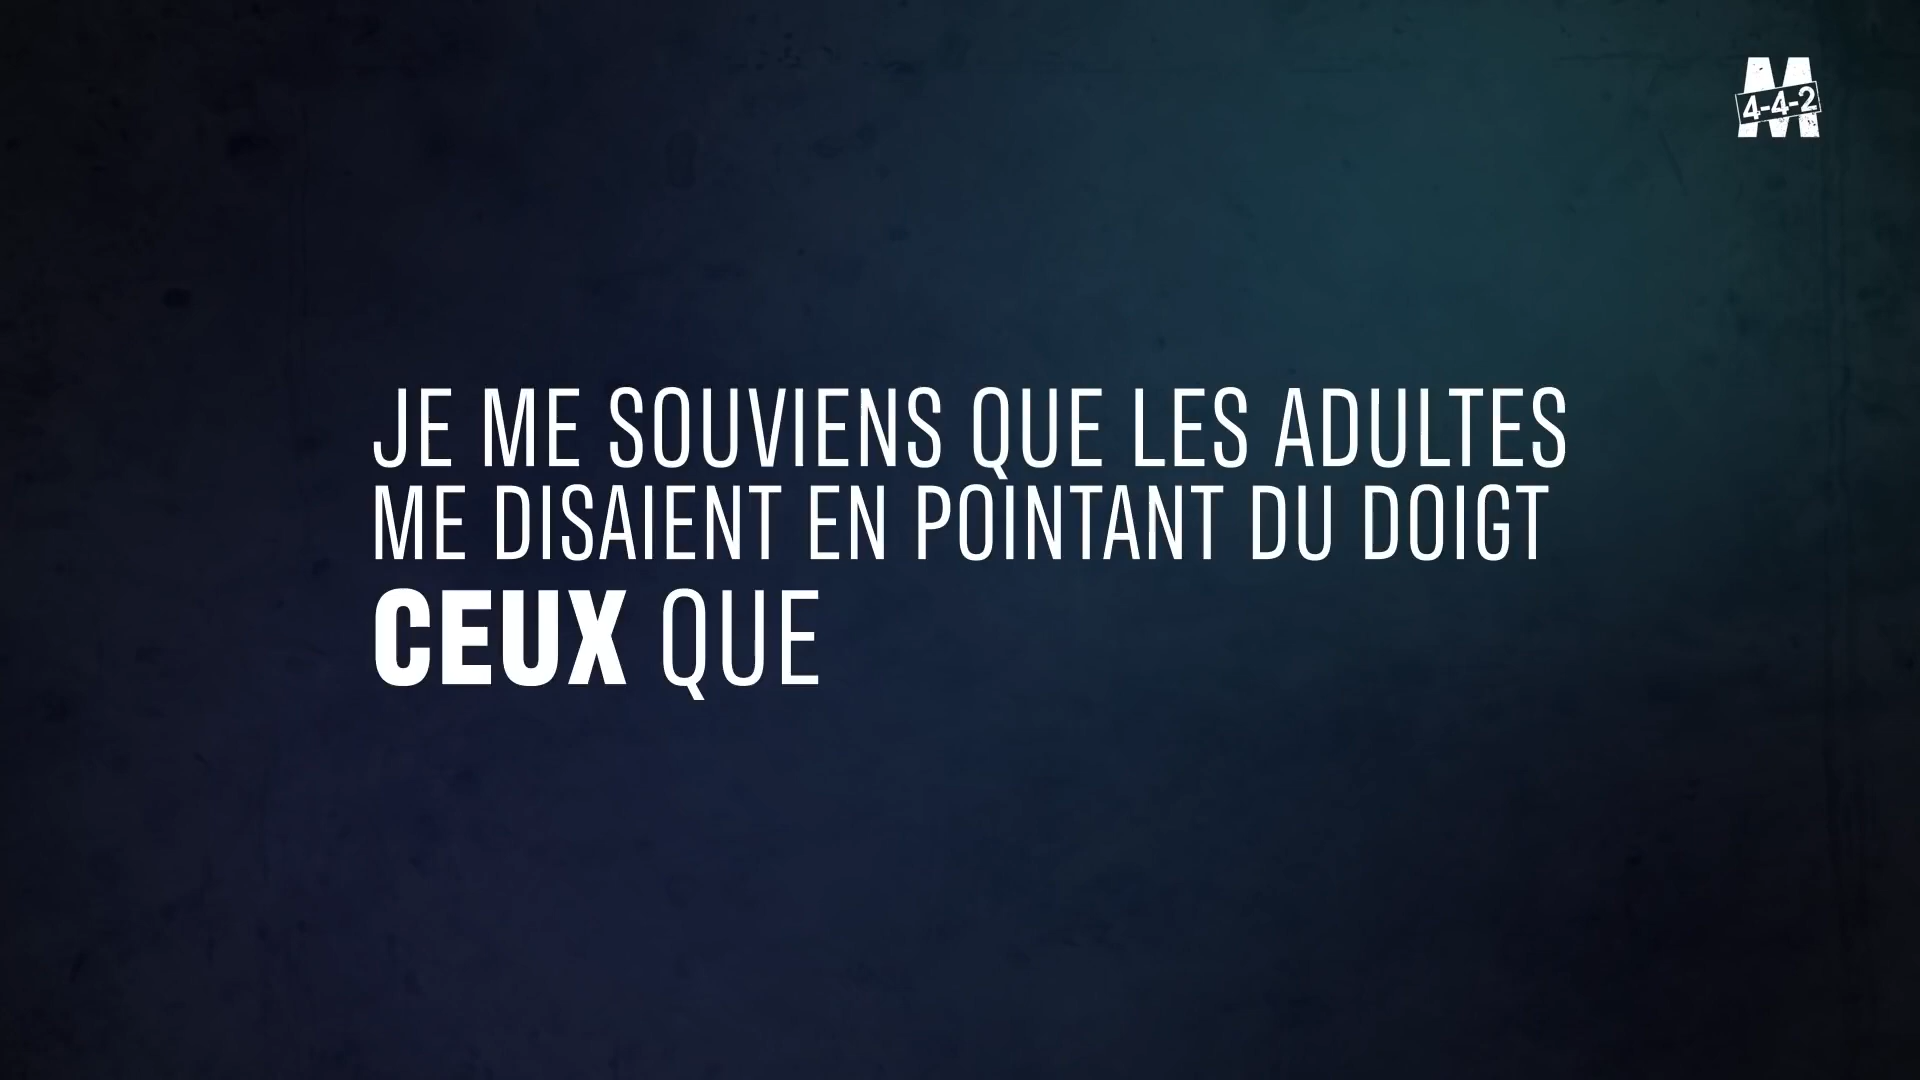 M
4-4-2
JE ME SOUVIENS QUE LES ADULTES
ME DISAIENT EN POINTANT DU DOIGT
CEUX QUE